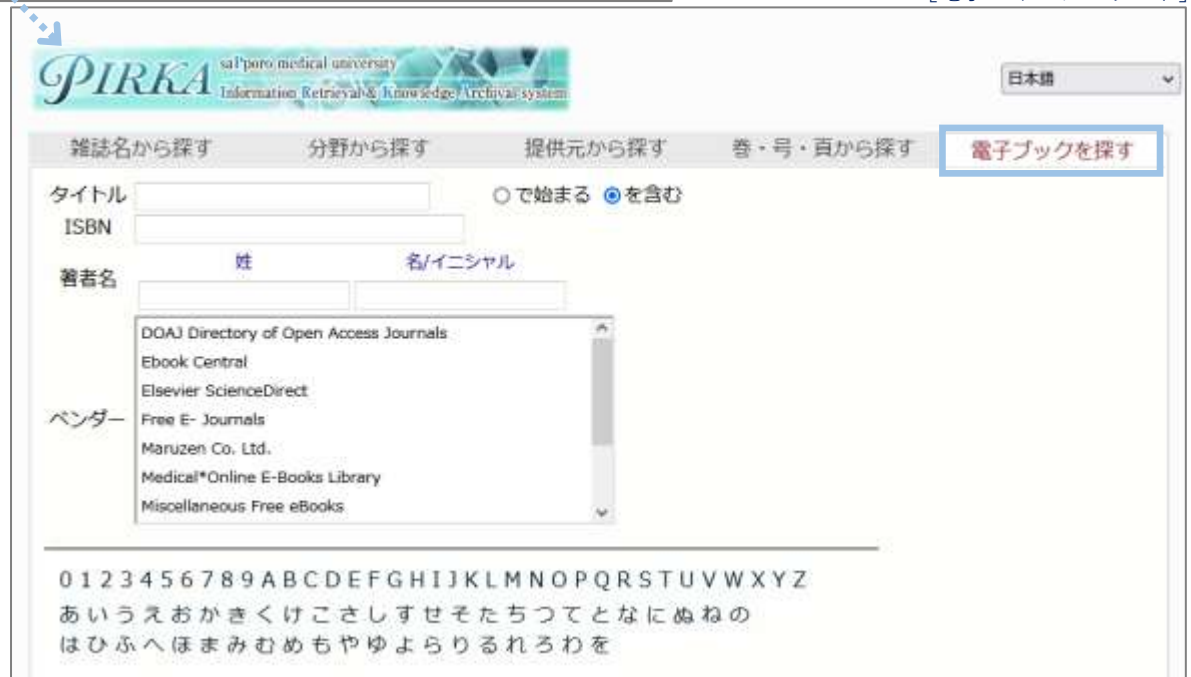 PIRKA
sapporo medical university
Information Retrieval & Knowledge Archival system
日本語
雑誌名から探す 分野から探す 提供元から探す 巻・号・頁から探す 電子ブックを探す
タイトル で始まる を含む
ISBN
姓 名/イニシャル
著者名
DOAJ Directory of Open Access Journals
Ebook Central
Elsevier ScienceDirect
ベンダー Free E- Journals
Maruzen Co. Ltd.
Medical*Online E-Books Library
Miscellaneous Free eBooks
0 1 2 3 4 5 6 7 8 9 A B C D E F G H I J K L M N O P Q R S T U V W X Y Z
あ い う え お か き く け こ さ し す せ そ た ち つ て と な に ぬ ね の
は ひ ふ へ ほ ま み む め も や ゆ よ ら り る れ ろ わ を